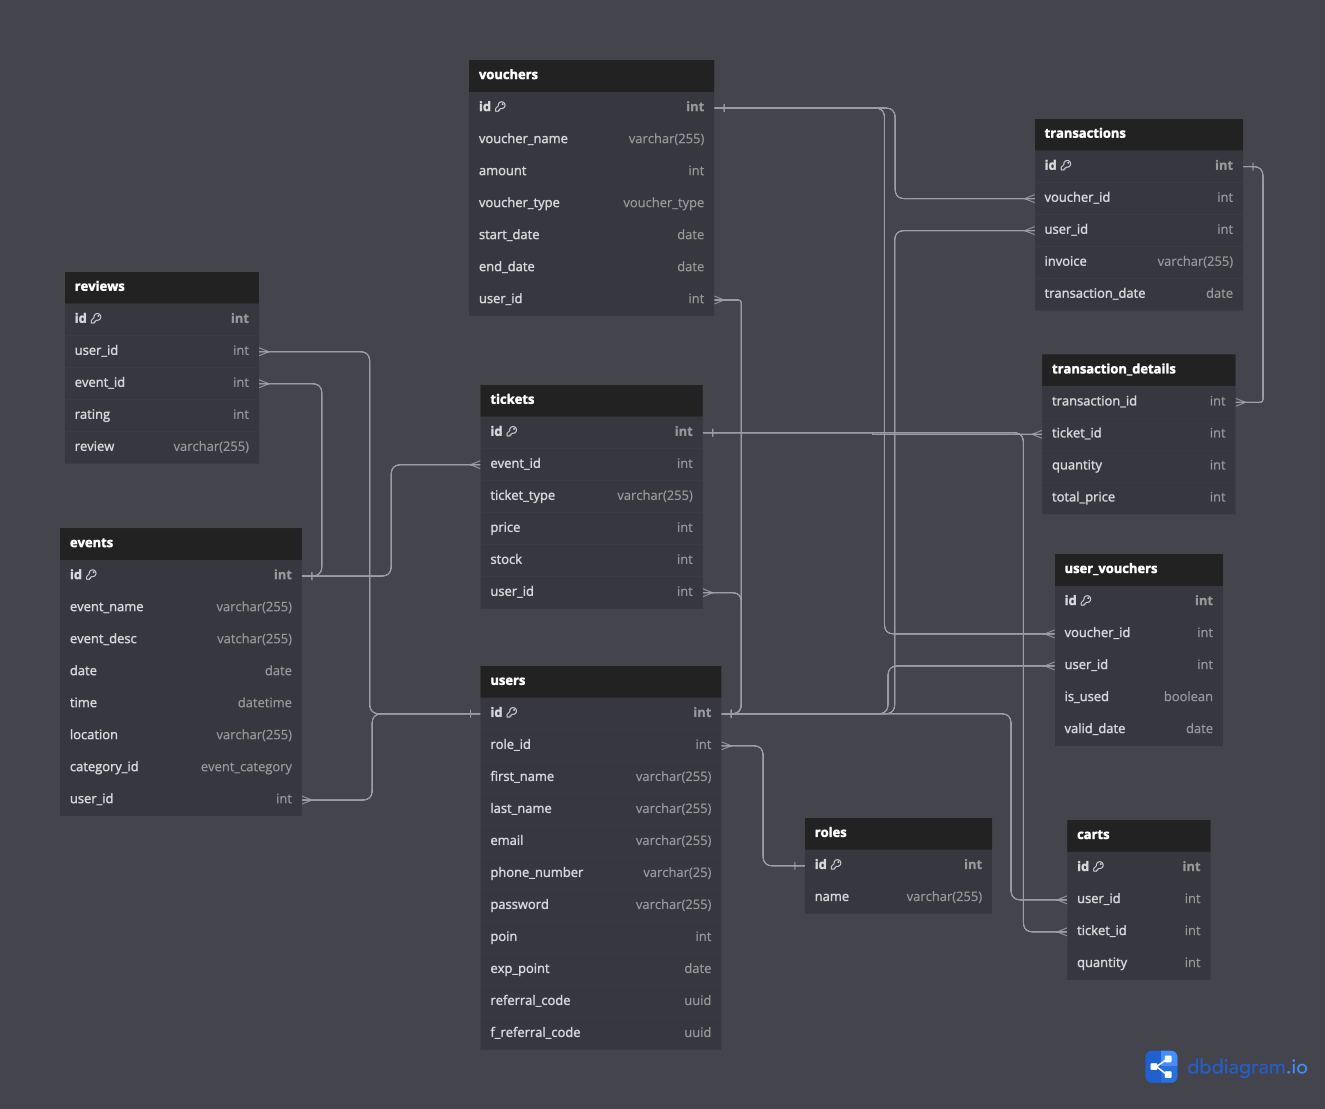 vouchers
id int
voucher_name varchar(255)
amount int
voucher_type voucher_type
start_date date
end_date date
user_id int
transactions
id int
voucher_id int
user_id int
invoice varchar(255)
transaction_date date
reviews
id int
user_id int
event_id int
rating int
review varchar(255)
tickets
id int
event_id int
ticket_type varchar(255)
price int
stock int
user_id int
transaction_details
transaction_id int
ticket_id int
quantity int
total_price int
events
id int
event_name varchar(255)
event_desc vatchar(255)
date date
time datetime
location varchar(255)
category_id event_category
user_id int
user_vouchers
id int
voucher_id int
user_id int
is_used boolean
valid_date date
users
id int
role_id int
first_name varchar(255)
last_name varchar(255)
email varchar(255)
phone_number varchar(25)
password varchar(255)
poin int
exp_point date
referral_code uuid
f_referral_code uuid
roles
id int
name varchar(255)
carts
id int
user_id int
ticket_id int
quantity int
dbdiagram.io